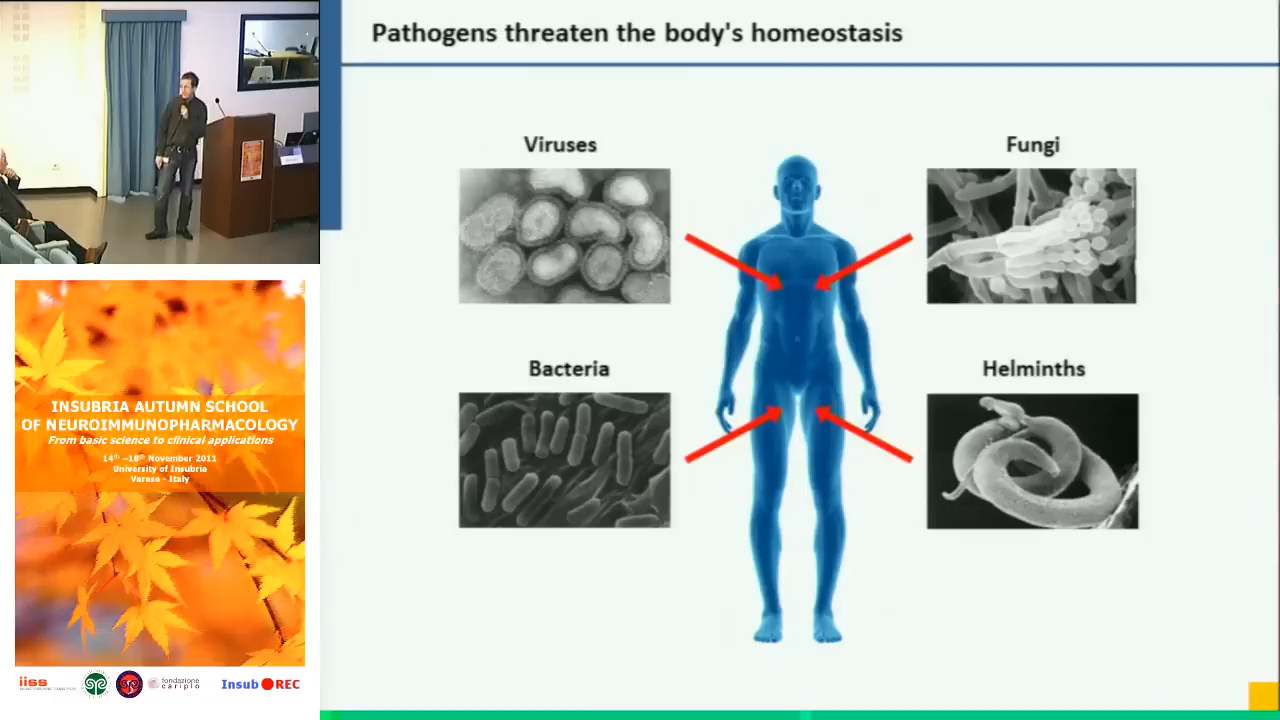 Pathogens threaten the body's homeostasis
Viruses
Fungi
Bacteria
Helminths
INSUBRIA AUTUMN SCHOOL
OF NEUROIMMUNOPHARMACOLOGY
From basic science to clinical applications
14th –18th November 2011
University of Insubria
Varese - Italy
iiss
fondazione
cariplo
Insub REC